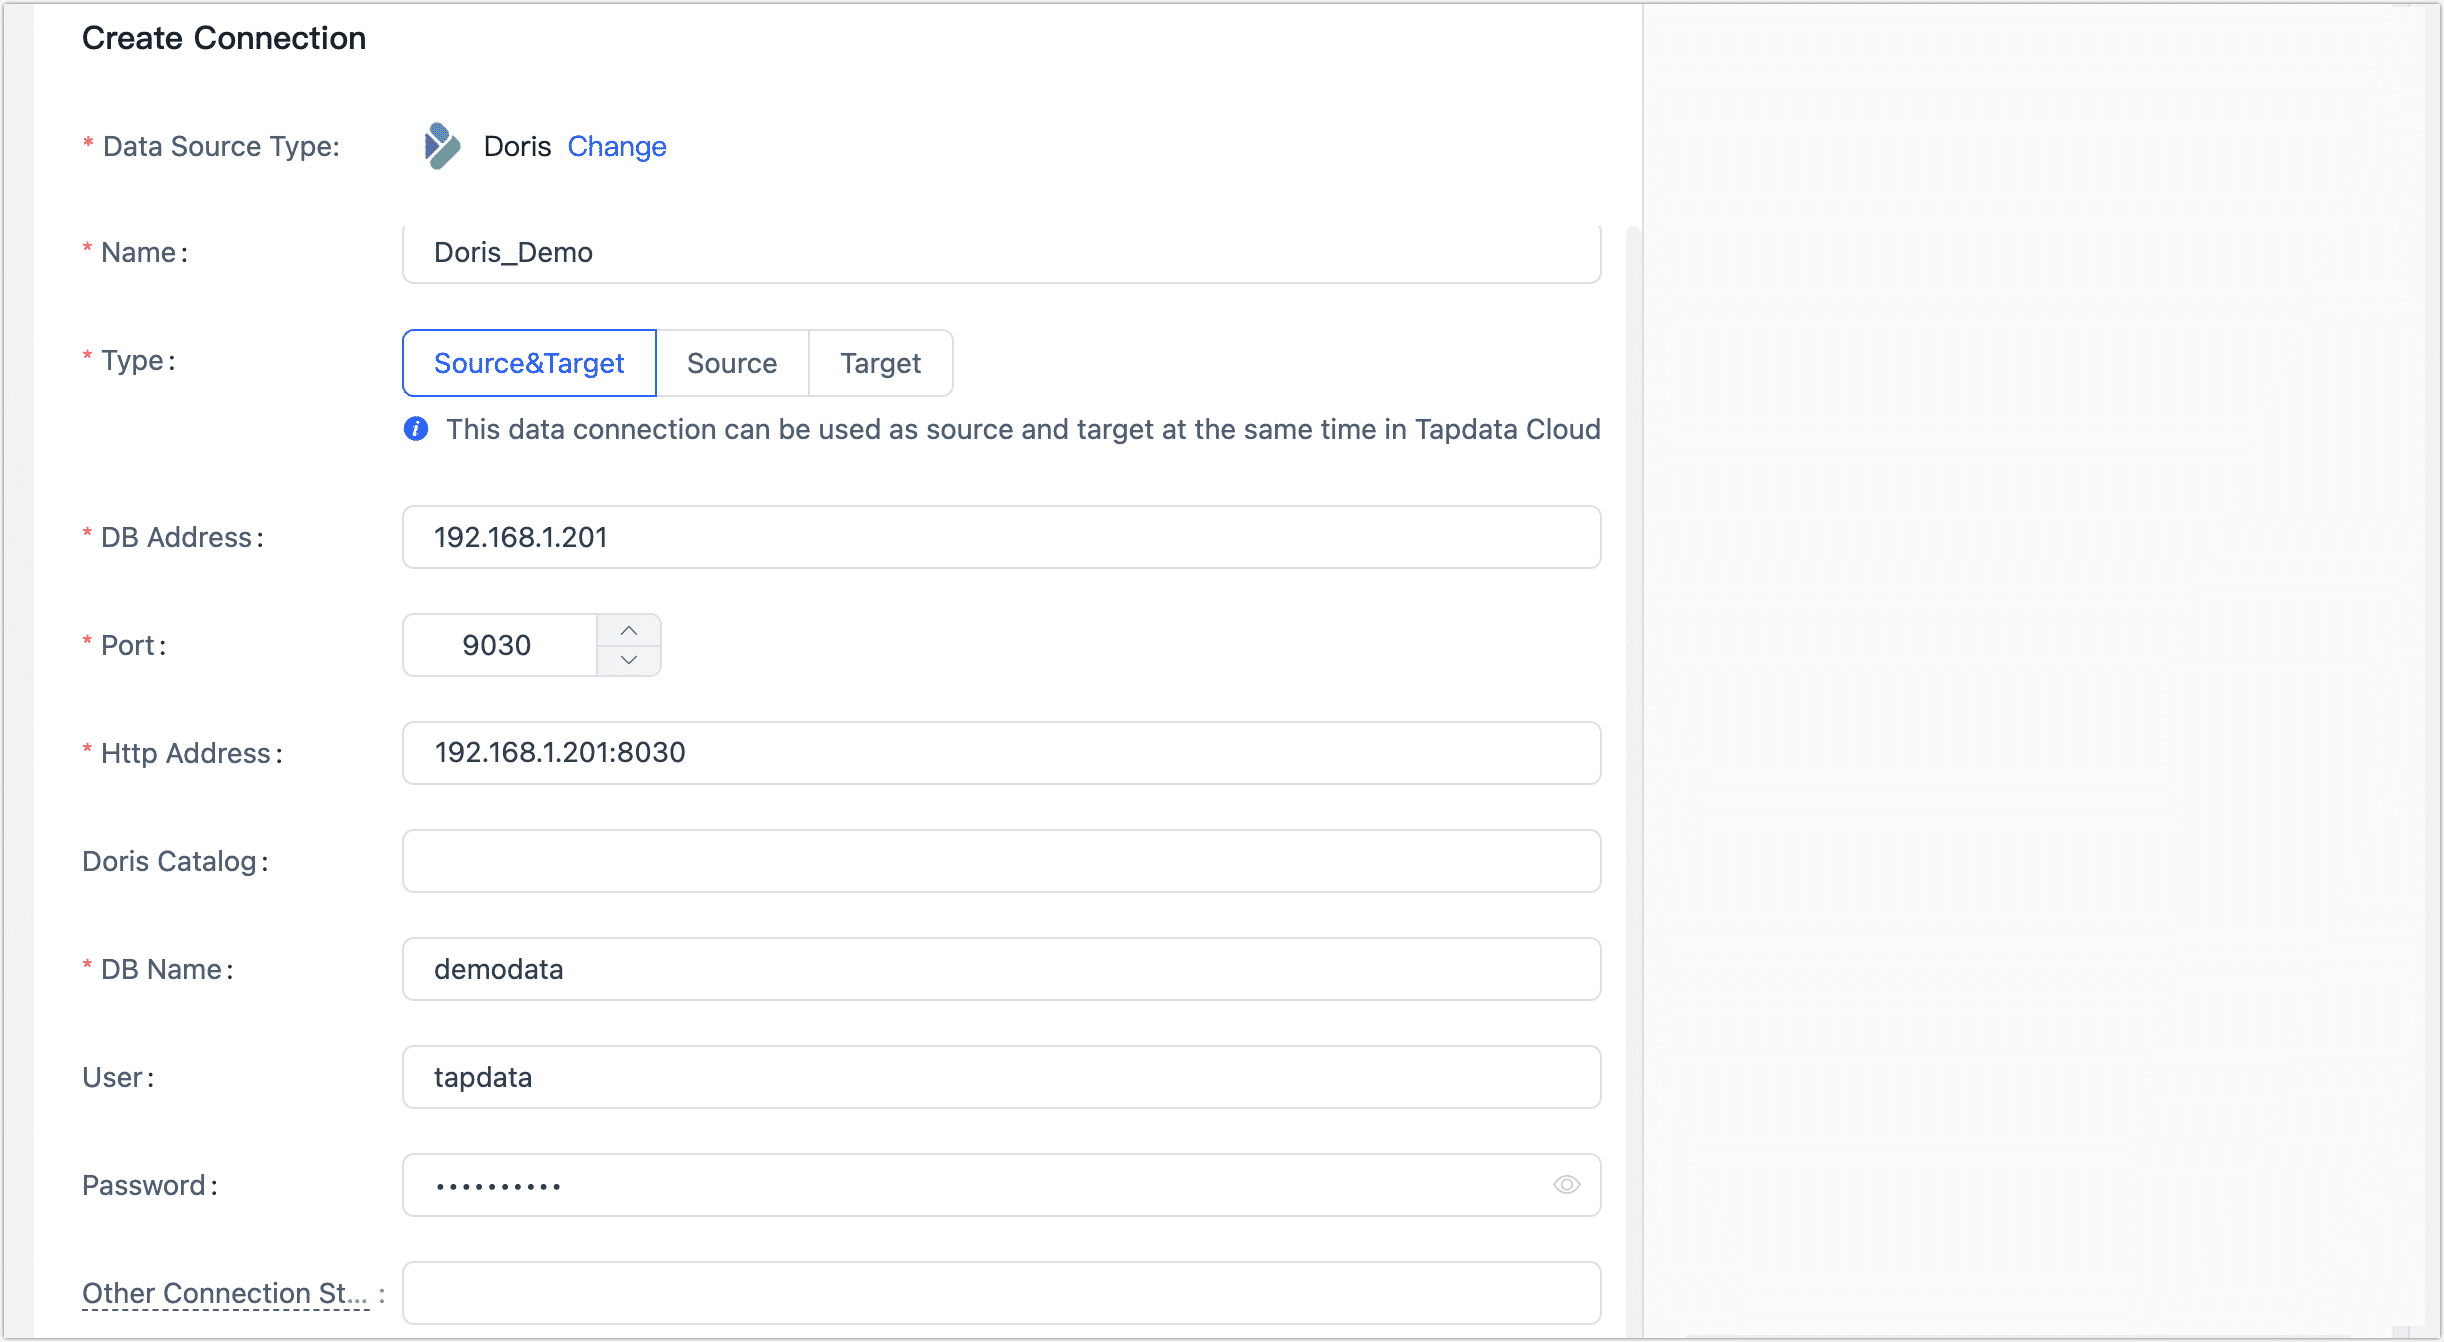 Create Connection
* Data Source Type: Doris Change
* Name: Doris_Demo
* Type: Source&Target Source Target
This data connection can be used as source and target at the same time in Tapdata Cloud
* DB Address: 192.168.1.201
* Port: 9030
* Http Address: 192.168.1.201:8030
Doris Catalog:
* DB Name: demodata
User: tapdata
Password: ••••••••••
Other Connection St... :